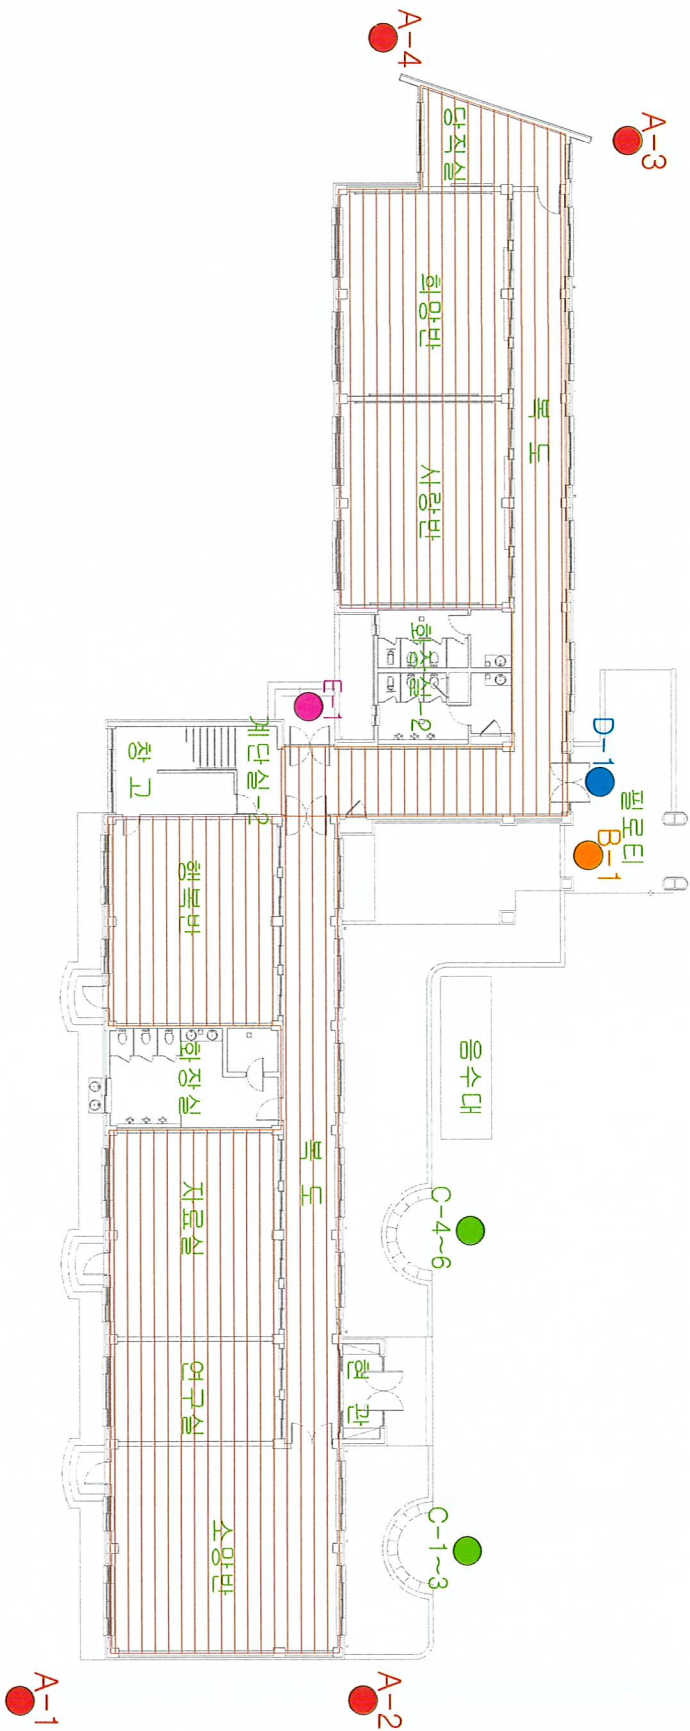 A-4
A-3
당직실
희망반
복 도
사랑반
화장실-2
E-1
D-1
필로티
B-1
계단실-2
창 고
행복반
음수대
화장실
복 도
C-4~6
자료실
현 관
연구실
C-1~3
소망반
A-1
A-2